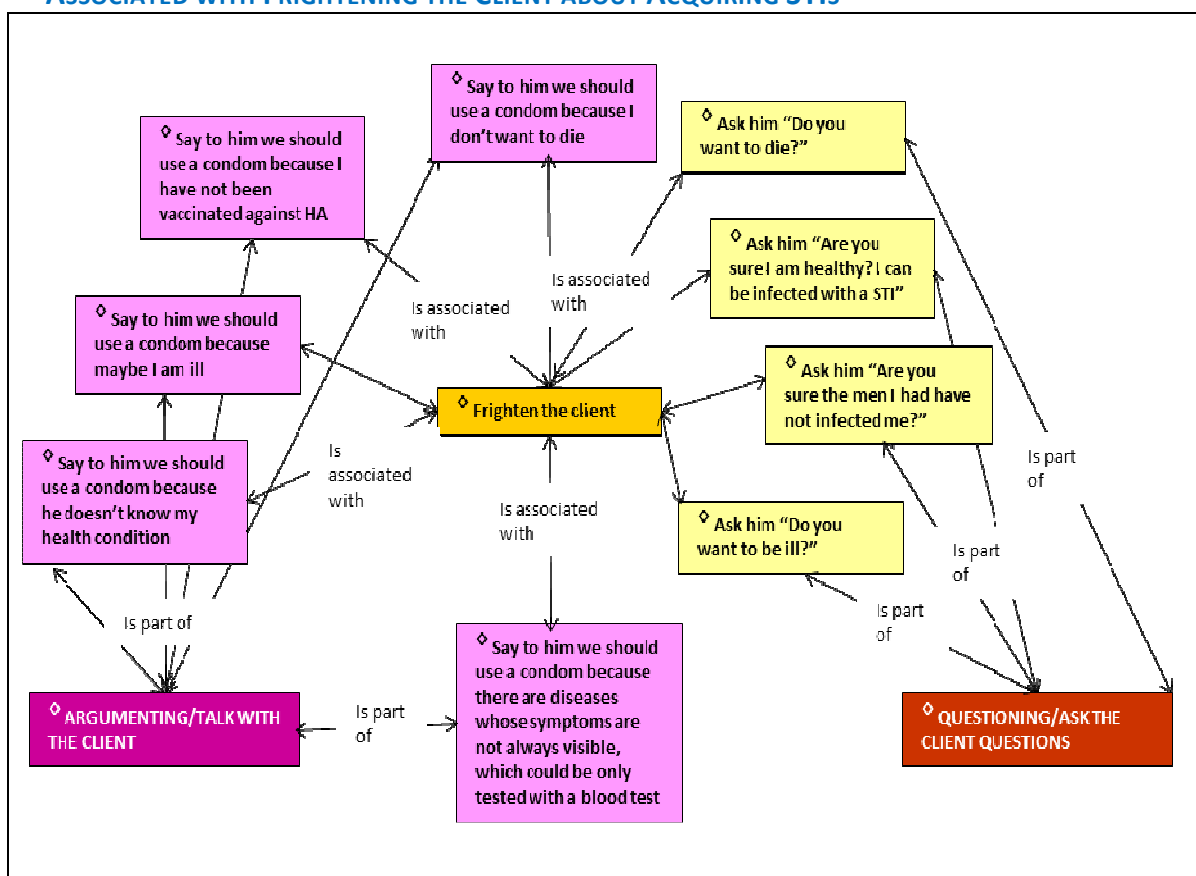 ASSOCIATED WITH FRIGHTENING THE CLIENT ABOUT ACQUIRING STIS
◊ Say to him we should
use a condom because I
don't want to die
◊ Ask him "Do you
want to die?"
◊ Say to him we should
use a condom because I
have not been
vaccinated against HA
◊ Ask him "Are you
sure I am healthy? I can
be infected with a STI"
Is associated
with
Is associated
with
◊ Say to him we should
use a condom because
maybe I am ill
◊ Ask him "Are you
sure the men I had have
not infected me?"
◊ Frighten the client
Is
associated
with
Is part
of
◊ Say to him we should
use a condom because
he doesn't know my
health condition
Is associated
with
◊ Ask him "Do you
want to be ill?"
Is part
of
Is part
of
Is part of
◊ Say to him we should
use a condom because
there are diseases
whose symptoms are
not always visible,
which could be only
tested with a blood test
◊ ARGUMENTING/TALK WITH
THE CLIENT
Is part
of
◊ QUESTIONING/ASK THE
CLIENT QUESTIONS